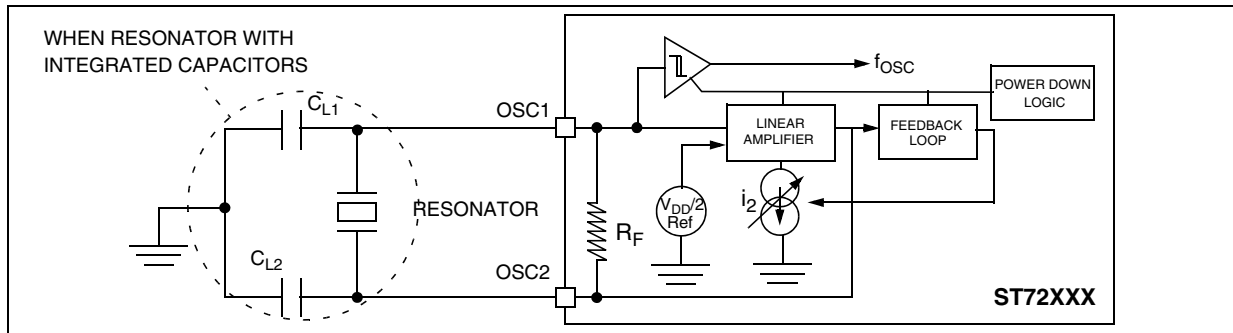 WHEN RESONATOR WITH
INTEGRATED CAPACITORS
CL1
OSC1
fOSC
POWER DOWN
LOGIC
LINEAR
AMPLIFIER
FEEDBACK
LOOP
RESONATOR
RF
VDD/2
Ref
i2
CL2
OSC2
ST72XXX